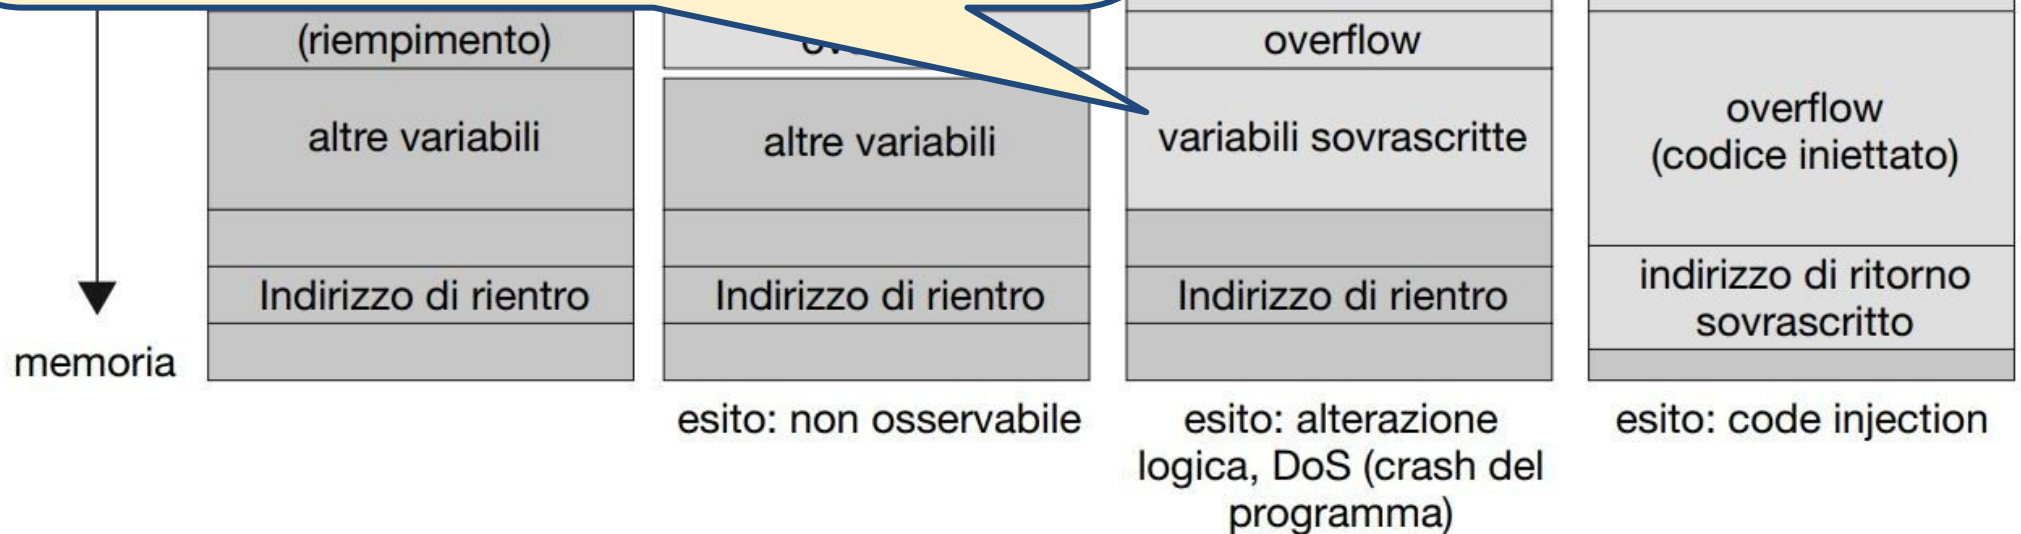 (riempimento)
altre variabili
Indirizzo di rientro
memoria
altre variabili
Indirizzo di rientro
esito: non osservabile
overflow
variabili sovrascritte
Indirizzo di rientro
esito: alterazione
logica, DoS (crash del
programma)
overflow
(codice iniettato)
indirizzo di ritorno
sovrascritto
esito: code injection